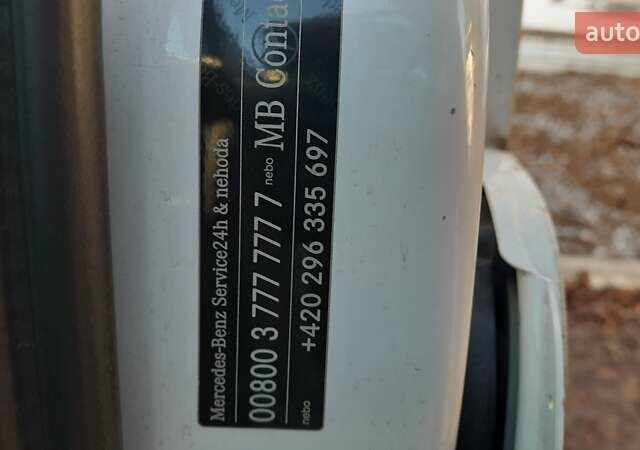 Mercedes-Benz Service24h & nehoda
00800 3 777 777 7 nebo MB Conta
nebo +420 296 335 697
auto